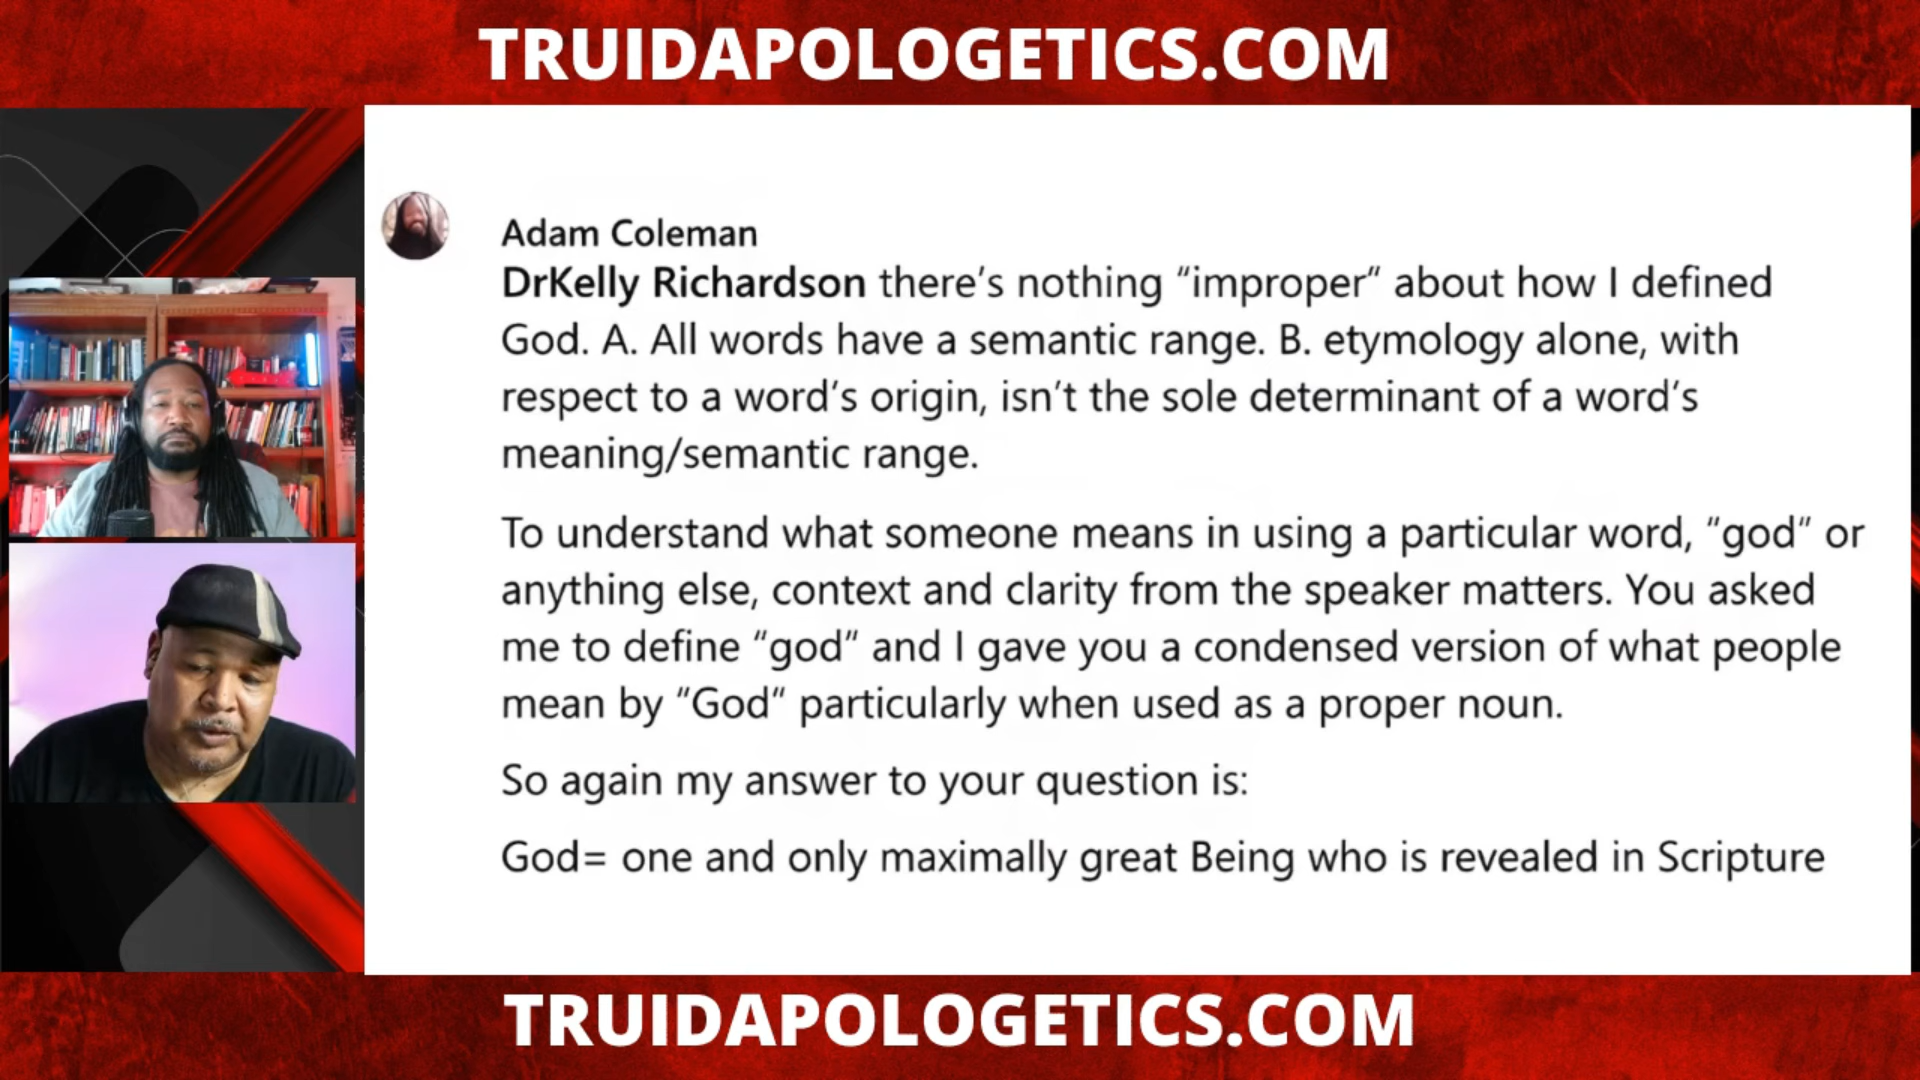 TRUIDAPOLOGETICS.COM
Adam Coleman
DrKelly Richardson there’s nothing “improper” about how I defined
God. A. All words have a semantic range. B. etymology alone, with
respect to a word’s origin, isn’t the sole determinant of a word’s
meaning/semantic range.
To understand what someone means in using a particular word, “god” or
anything else, context and clarity from the speaker matters. You asked
me to define “god” and I gave you a condensed version of what people
mean by “God” particularly when used as a proper noun.
So again my answer to your question is:
God= one and only maximally great Being who is revealed in Scripture
TRUIDAPOLOGETICS.COM